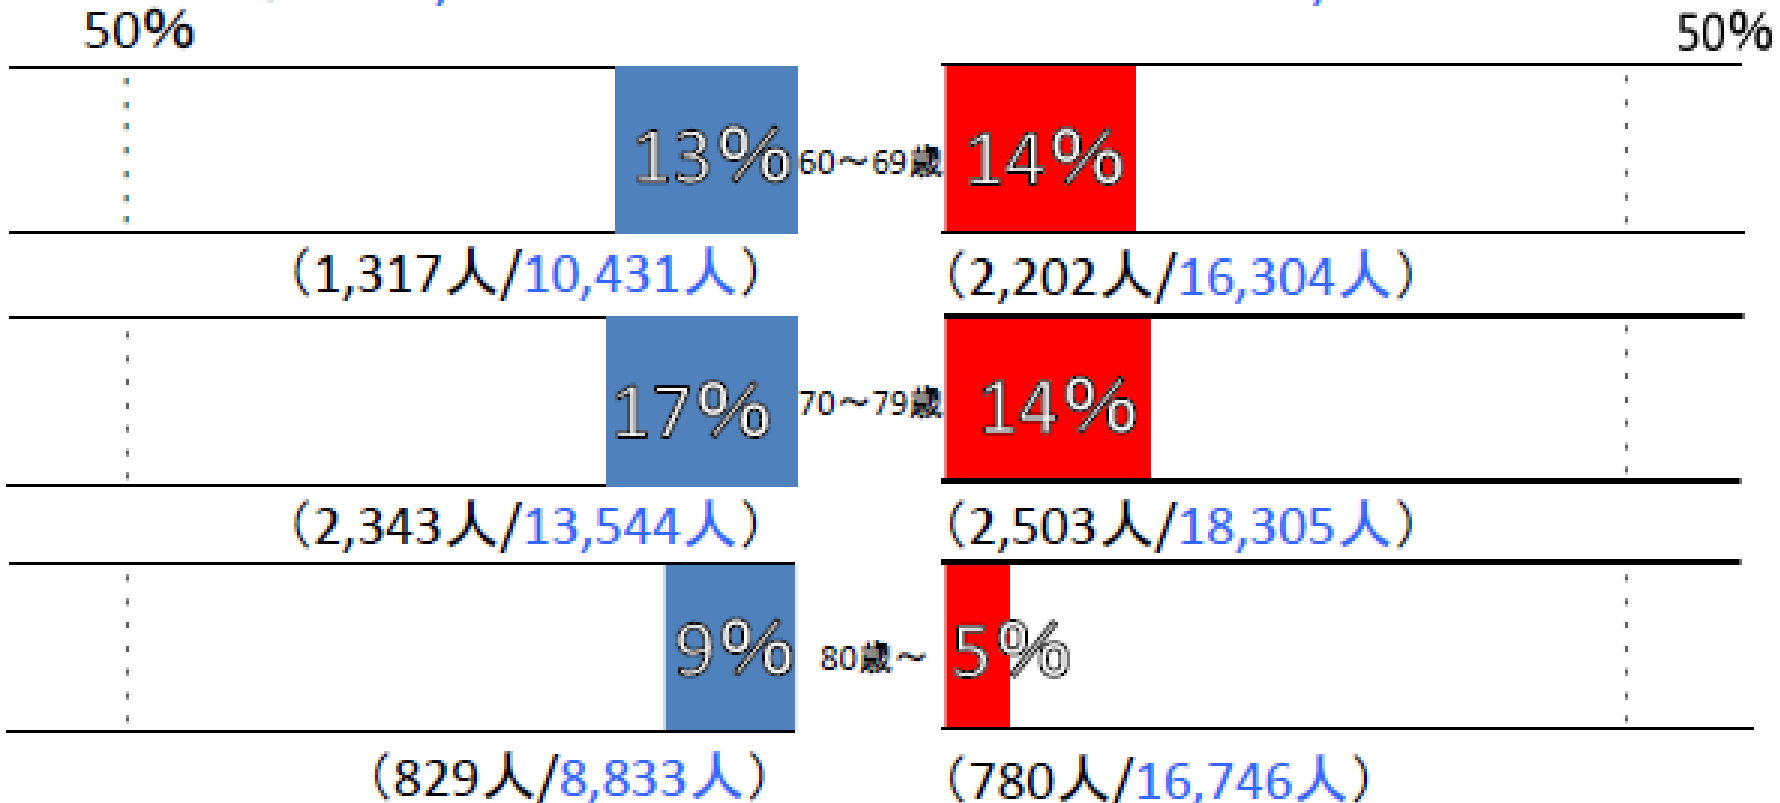 50% 50%
13% 60～69歳 14%
（1,317人/10,431人） （2,202人/16,304人）
17% 70～79歳 14%
（2,343人/13,544人） （2,503人/18,305人）
9% 80歳～ 5%
（829人/8,833人） （780人/16,746人）